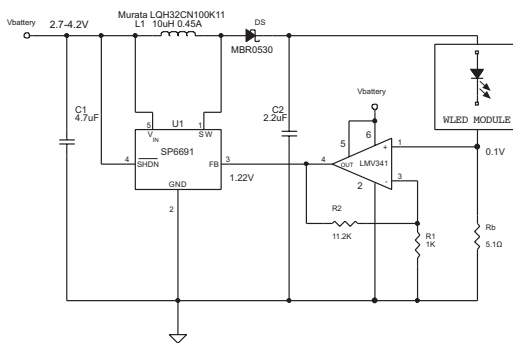 Murata LQH32CN100K11
Vbattery 2.7-4.2V L1 10uH 0.45A DS
MBR0530
C1
4.7uF
U1
5 1
VIN SW
SP6691
4 SHDN FB 3
GND
2
1.22V
C2
2.2uF
Vbattery
5 6
4 OUT LMV341 + 1
2 - 3
R2
11.2K
R1
1K
WLED MODULE
0.1V
Rb
5.1Ω